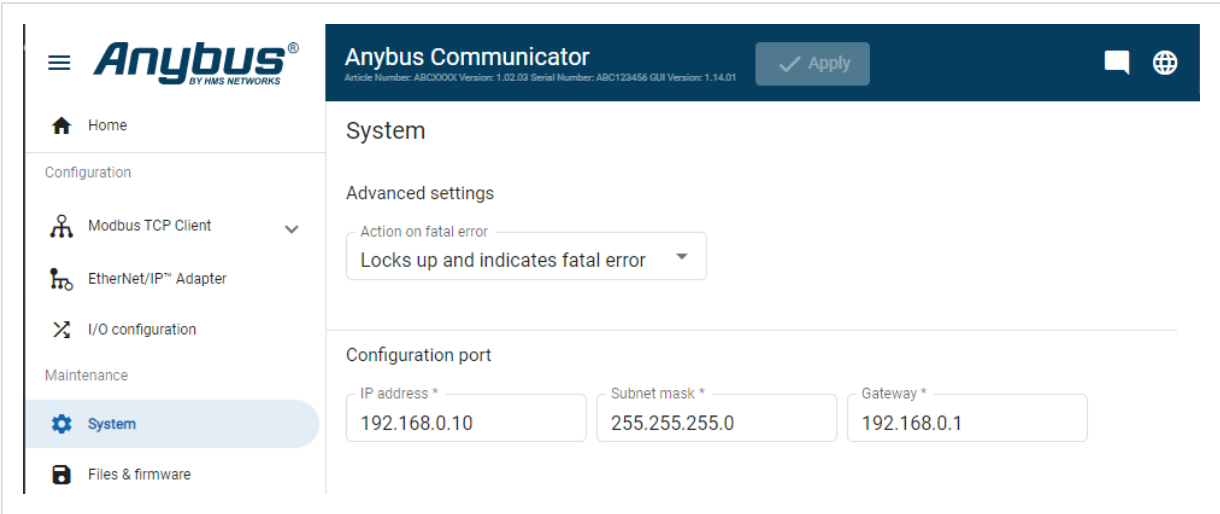 Anybus®
BY HMS NETWORKS
Anybus Communicator
Article Number: ABCXXXX Version: 1.02.03 Serial Number: ABC123456 GUI Version: 1.14.01
Apply
Home
Configuration
Modbus TCP Client
EtherNet/IP™ Adapter
I/O configuration
Maintenance
System
Files & firmware
System
Advanced settings
Action on fatal error
Locks up and indicates fatal error
Configuration port
IP address *
192.168.0.10
Subnet mask *
255.255.255.0
Gateway *
192.168.0.1